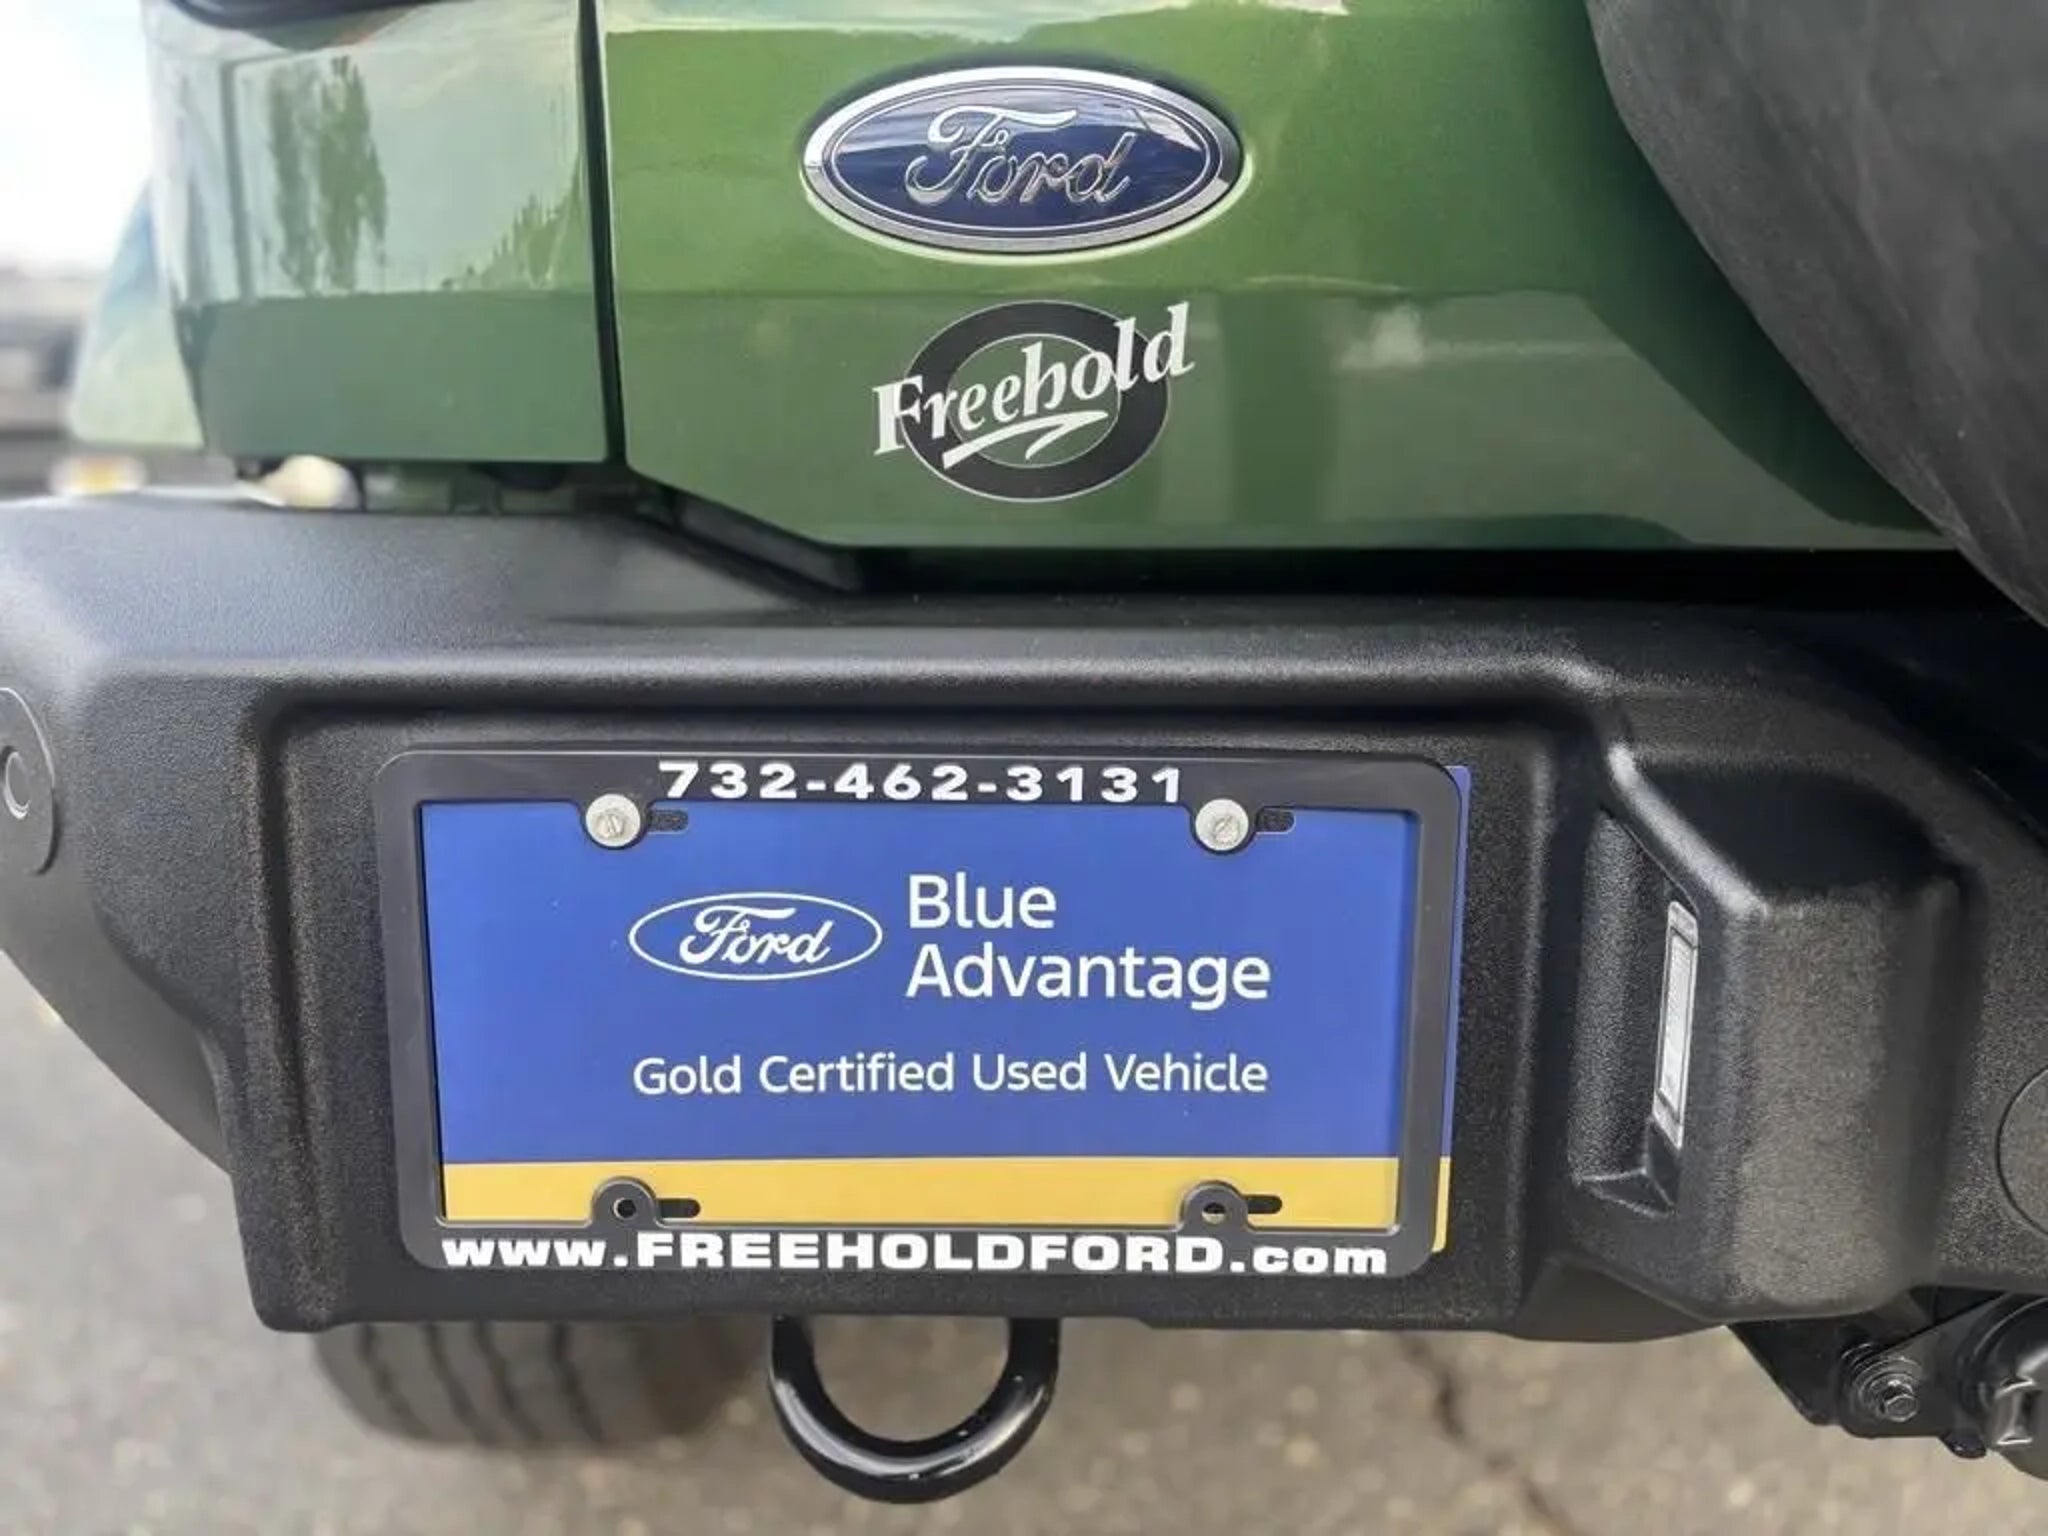 Ford
Freehold
732-462-3131
Ford
Blue
Advantage
Gold Certified Used Vehicle
www.FREEHOLDFORD.com